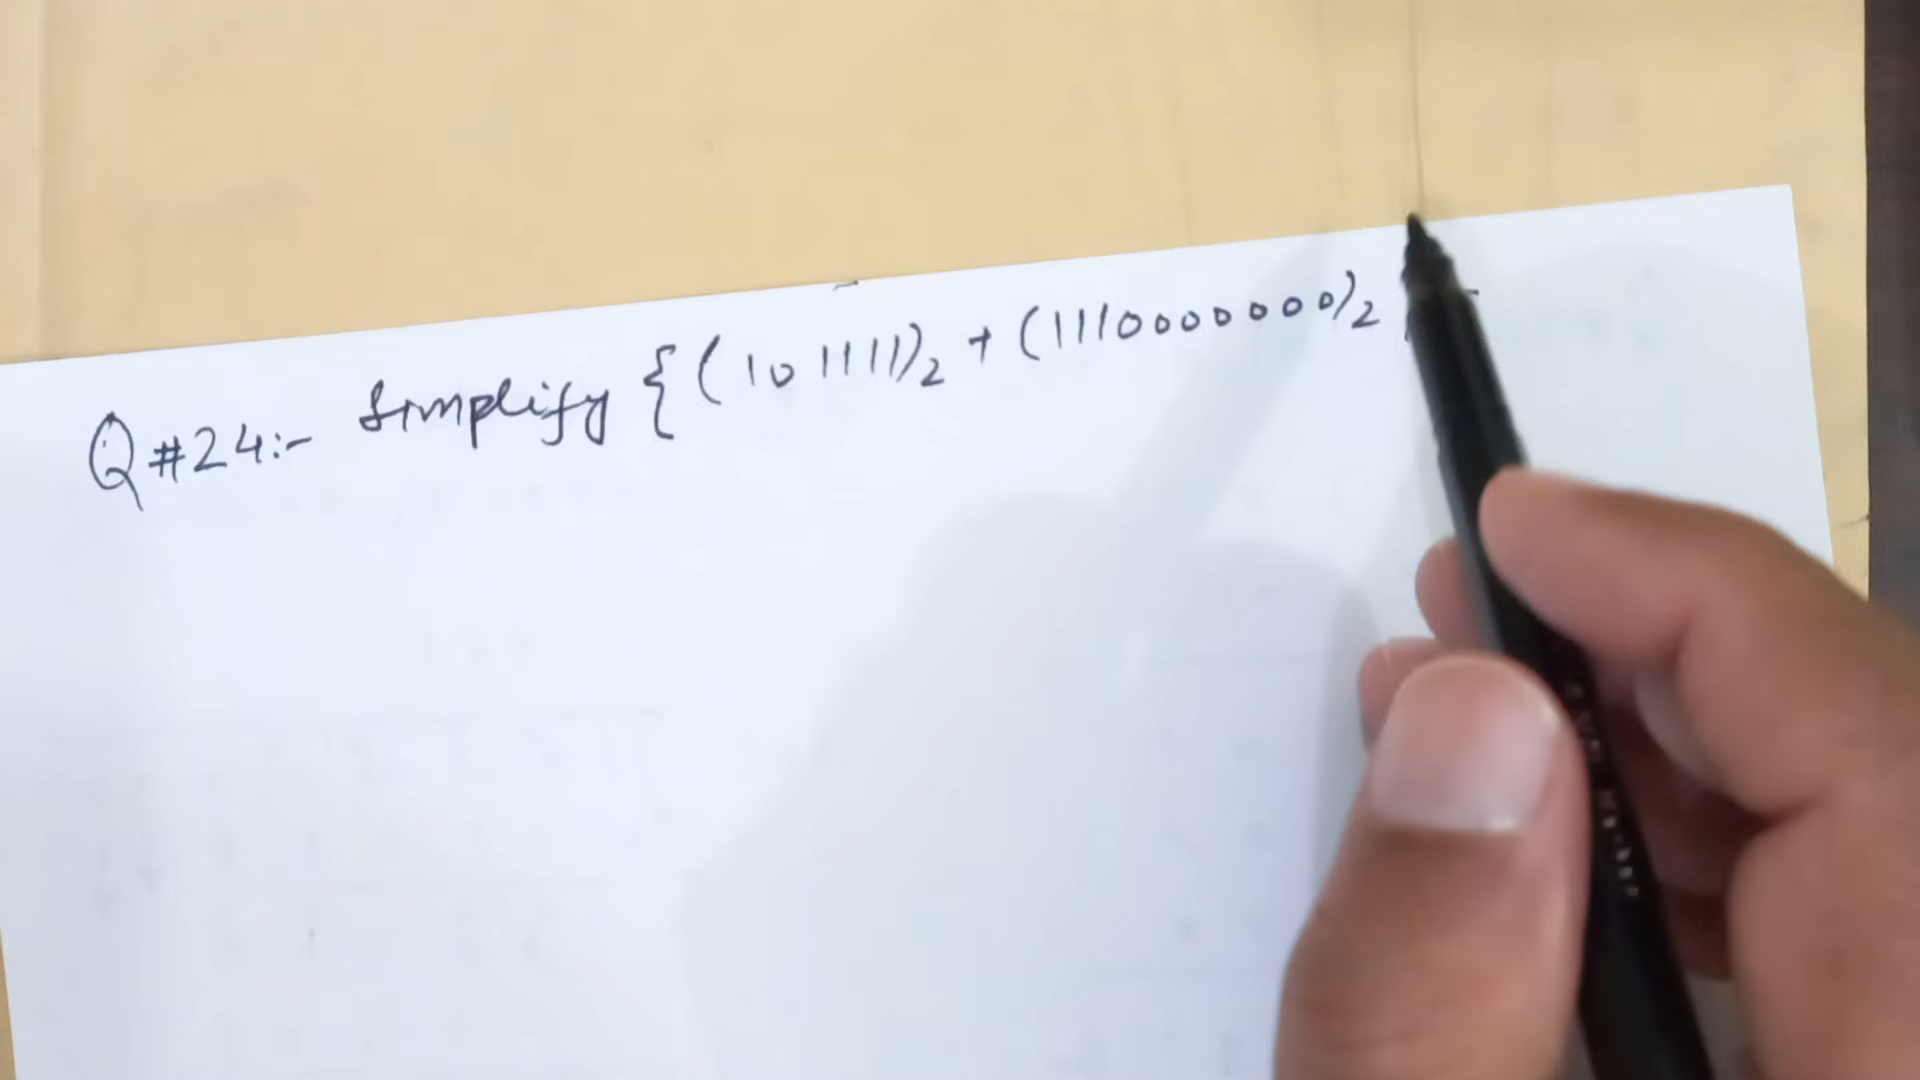 Q#24:- Simplify {(101111)₂ + (1110000000)₂